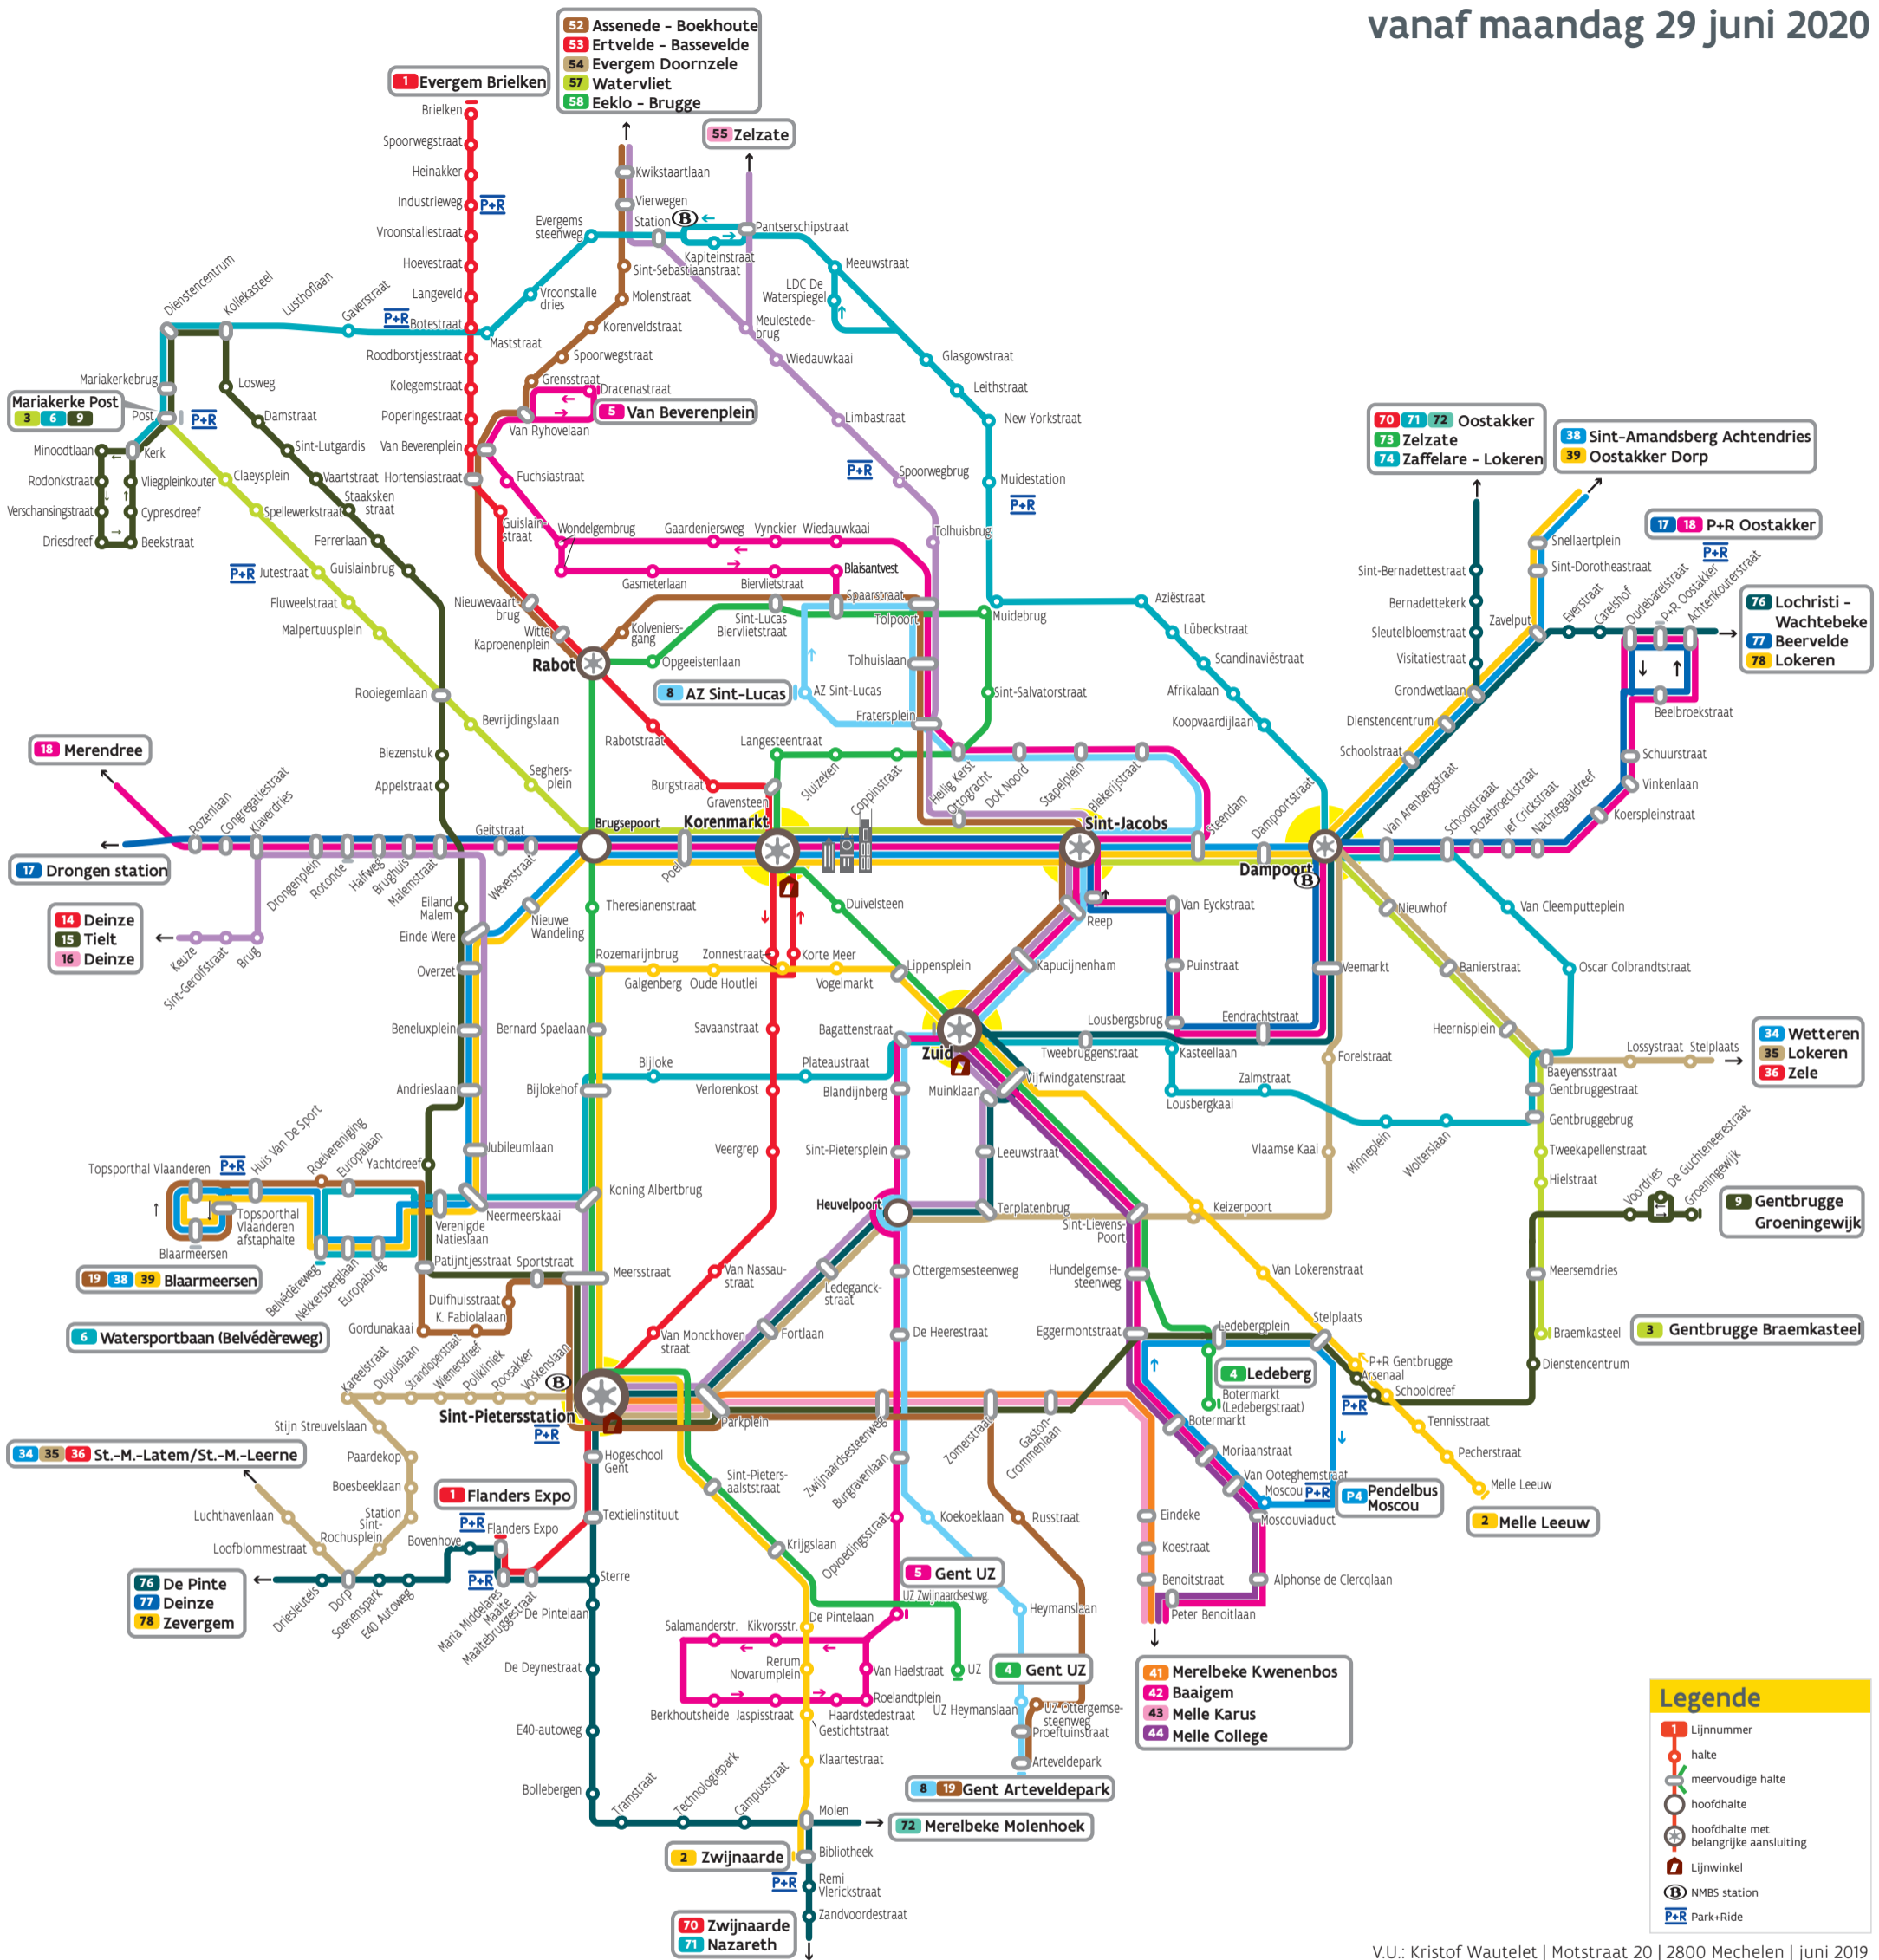 vanaf maandag 29 juni 2020
52 Assenede - Boekhoute
53 Ertvelde - Bassevelde
54 Evergem Doornzele
57 Watervliet
58 Eeklo - Brugge
1 Evergem Brielken
55 Zelzate
Brielken
Spoorwegstraat
Heinakker
Industrieweg
P+R
Vroonstallestraat
Hoevestraat
Langeveld
Botestraat
Roodborstjesstraat
Kolegemstraat
Poperingestraat
Van Beverenplein
Hortensiastraat
Guislain-
straat
Nieuwevaart-
brug
Witte
Kaproenenplein
Rabot
Kwikstaartlaan
Vierwegen
Station
B
Evergems
steenweg
Kapiteinstraat
Pantserschipstraat
Sint-Sebastiaanstraat
Molenstraat
Korenveldstraat
Spoorwegstraat
Grensstraat
Dracenastraat
5 Van Beverenplein
Van Ryhovelaan
Fuchsiastraat
Vroonstalle
dries
Maststraat
P+R
Gaverstraat
Lusthoflaan
Kollekasteel
Dienstencentrum
Mariakerkebrug
Mariakerke Post
3 6 9
Post
P+R
Kerk
Minoodtlaan
Rodonkstraat
Verschansingstraat
Driesdreef
Vliegpleinkouter
Cypresdreef
Beekstraat
Losweg
Damstraat
Sint-Lutgardis
Vaartstraat
Staaksken
straat
Ferrerlaan
Guislainbrug
Claeysplein
Spellewerkstraat
P+R
Jutestraat
Fluweelstraat
Malpertuusplein
Rooiegemlaan
Bevrijdingslaan
Biezenstuk
Appelstraat
Seghers-
plein
Meeuwstraat
LDC De
Waterspiegel
Meulestede-
brug
Wiedauwkaai
Glasgowstraat
Leithstraat
New Yorkstraat
Limbastraat
P+R
Spoorwegbrug
Muidestation
P+R
Tolhuisbrug
Wondelgembrug
Gaardeniersweg
Vynckier
Wiedauwkaai
Gasmeterlaan
Biervlietstraat
Blaisantvest
Spaarstraat
Tolpoort
Muidebrug
Sint-Lucas
Biervlietstraat
Kolveniers-
gang
Opgeeistenlaan
Tolhuislaan
8 AZ Sint-Lucas
AZ Sint-Lucas
Fratersplein
Sint-Salvatorstraat
Rabotstraat
Burgstraat
Gravensteen
Langesteentraat
Sluizeken
Coppinstraat
Heilig Kerst
Ottogracht
Dok Noord
Stapelplein
Blekerijstraat
Steendam
Aziëstraat
Lübeckstraat
Scandinaviëstraat
Afrikalaan
Koopvaardijlaan
Dampoortstraat
Dampoort
B
70 71 72 Oostakker
73 Zelzate
74 Zaffelare - Lokeren
38 Sint-Amandsberg Achtendries
39 Oostakker Dorp
17 18 P+R Oostakker
P+R
Snellaertplein
Sint-Dorotheastraat
Sint-Bernadettestraat
Bernadettekerk
Sleutelbloemstraat
Visitatiestraat
Grondwetlaan
Dienstencentrum
Schoolstraat
Zavelput
Everstraat
Carelshof
Oudebarelstraat
P+R Oostakker
Achtenkouterstraat
76 Lochristi -
Wachtebeke
77 Beervelde
78 Lokeren
Beelbroekstraat
Schuurstraat
Vinkenlaan
Koerspleinstraat
Van Arenbergstraat
Schoolstraat
Rozebroeckstraat
Jef Crickstraat
Nachtegaaldreef
18 Merendree
17 Drongen station
Rozenlaan
Congregatiestraat
Klaverdries
Drongenplein
Rotonde
Halfweg
Brughuis
Malemstraat
Geitstraat
Weverstraat
Brugsepoort
Poel
Korenmarkt
Sint-Jacobs
14 Deinze
15 Tielt
16 Deinze
Keuze
Sint-Gerolfstraat
Brug
Eiland
Malem
Einde Were
Nieuwe
Wandeling
Overzet
Beneluxplein
Andrieslaan
Jubileumlaan
Yachtdreef
Theresianenstraat
Rozemarijnbrug
Galgenberg
Oude Houtlei
Zonnestraat
Korte Meer
Vogelmarkt
Duivelsteen
Lippensplein
Bernard Spaelaan
Savaanstraat
Bijlokehof
Bijloke
Verlorenkost
Plateaustraat
Veergrep
Bagattenstraat
Zuid
Blandijnberg
Muinklaan
Sint-Pietersplein
Leeuwstraat
Heuvelpoort
Terplatenbrug
Reep
Kapucijnenham
Van Eyckstraat
Puinstraat
Lousbergsbrug
Eendrachtstraat
Veemarkt
Tweebruggenstraat
Kasteellaan
Vijfwindgatenstraat
Lousbergkaai
Zalmstraat
Forelstraat
Vlaamse Kaai
Minneplein
Wolterslaan
Nieuwhof
Banierstraat
Heernisplein
Van Cleemputteplein
Oscar Colbrandtstraat
Lossystraat
Stelplaats
Baeyensstraat
34 Wetteren
35 Lokeren
36 Zele
Gentbruggestraat
Gentbruggebrug
Tweekapellenstraat
Hielstraat
Voordries
De Guchteneerestraat
Groeningewijk
9 Gentbrugge
Groeningewijk
Meersemdries
Braemkasteel
3 Gentbrugge Braemkasteel
Dienstencentrum
Topsporthal Vlaanderen
P+R
Huis Van De Sport
Roelvereniging
Europalaan
Topsporthal
Vlaanderen
afstaphalte
Blaarmeersen
19 38 39 Blaarmeersen
Belvédèreweg
Nekkersberglaan
Europabrug
6 Watersportbaan (Belvédèreweg)
Verenigde
Natieslaan
Neermeerskaai
Koning Albertbrug
Patijntjesstraat
Sportstraat
Meersstraat
Duifhuisstraat
K. Fabiolalaan
Gordunakaai
Kareelstraat
Dupuislaan
Strandloperstraat
Wiemersdreef
Polikliniek
Roosakker
Voskenslaan
B
Sint-Pietersstation
P+R
Van Nassau-
straat
Van Monckhoven
straat
Ledeganck-
straat
Fortlaan
Parkplein
Ottergemsesteenweg
De Heerestraat
Sint-Lievens-
Poort
Keizerpoort
Hundelgemse-
steenweg
Eggermontstraat
Van Lokerenstraat
Stelplaats
Ledebergplein
4 Ledeberg
Botermarkt
(Ledebergstraat)
P+R Gentbrugge
Arsenaal
P+R
Schooldreef
Tennisstraat
Pecherstraat
Melle Leeuw
2 Melle Leeuw
Botermarkt
Moriaanstraat
Van Ooteghemstraat
Moscou
P+R
P4 Pendelbus
Moscou
Moscouviaduct
Alphonse de Clercqlaan
Peter Benoitlaan
Eindeke
Koestraat
Benoitstraat
Stijn Streuvelslaan
Paardekop
Boesbeeklaan
Station
Sint-
Rochusplein
34 35 36 St.-M.-Latem/St.-M.-Leerne
Luchthavenlaan
Loofblommestraat
76 De Pinte
77 Deinze
78 Zevergem
Driesleutels
Dorp
Soenenspark
E40 Autoweg
Bovenhove
P+R
1 Flanders Expo
Flanders Expo
P+R
Maria Middelares
Maalte
Maaltebruggestraat
Hogeschool
Gent
Textielinstituut
Sterre
De Pintelaan
De Deynestraat
E40-autoweg
Bollebergen
Tramstraat
Technologiepark
Campusstraat
Molen
72 Merelbeke Molenhoek
2 Zwijnaarde
Bibliotheek
P+R
Remi
Vlerickstraat
Zandvoordestraat
70 Zwijnaarde
71 Nazareth
Sint-Pieters-
aalststraat
Krijgslaan
De Pintelaan
Salamanderstr.
Kikvorsstr.
Rerum
Novarumplein
Van Haelstraat
Roelandtplein
Berkhoutsheide
Jaspisstraat
Haardstedestraat
Gestichtstraat
Klaartestraat
Zwijnaardsesteenweg
Burgravenlaan
Opvoedingsstraat
Zomerstraat
Gaston-
Crommenlaan
Koekoeklaan
Russtraat
5 Gent UZ
UZ Zwijnaardsestwg.
Heymanslaan
UZ
4 Gent UZ
UZ Heymanslaan
UZ Ottergemse-
steenweg
Proeftuinstraat
Arteveldepark
8 19 Gent Arteveldepark
41 Merelbeke Kwenenbos
42 Baaigem
43 Melle Karus
44 Melle College
Legende
1 Lijnnummer
halte
meervoudige halte
hoofdhalte
hoofdhalte met
belangrijke aansluiting
Lijnwinkel
B NMBS station
P+R Park+Ride
V.U.: Kristof Wautelet | Motstraat 20 | 2800 Mechelen | juni 2019